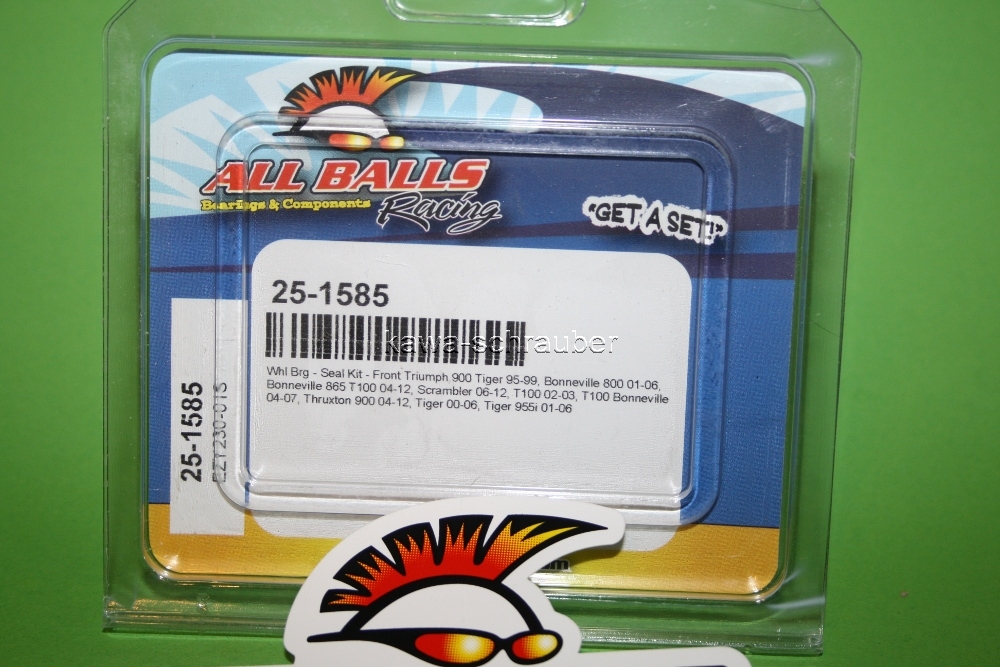 ALL BALLS
Bearings & Components
Racing
"GET A SET!"
25-1585
kawa-schrauber
Whl Brg - Seal Kit - Front Triumph 900 Tiger 95-99, Bonneville 800 01-06,
Bonneville 865 T100 04-12, Scrambler 06-12, T100 02-03, T100 Bonneville
04-07, Thruxton 900 04-12, Tiger 00-06, Tiger 955i 01-06
25-1585